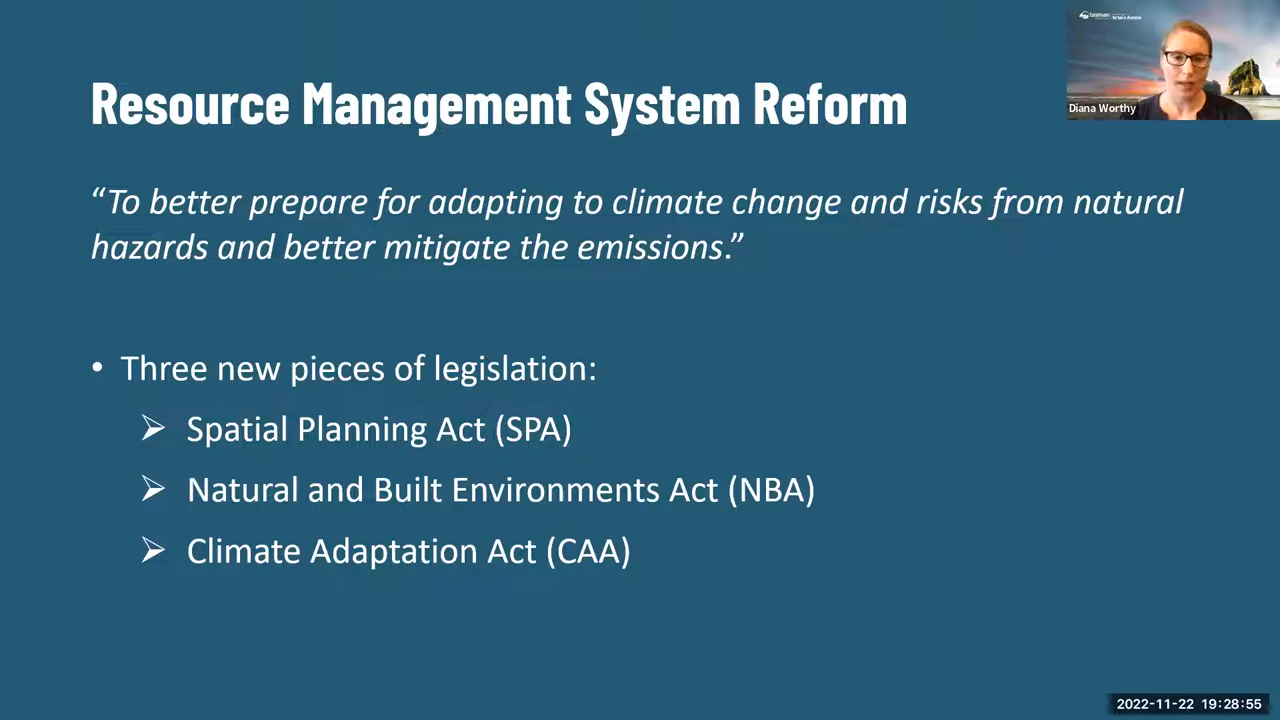 tasman
Resource Management System Reform
Diana Worthy
“To better prepare for adapting to climate change and risks from natural
hazards and better mitigate the emissions.”
• Three new pieces of legislation:
➢ Spatial Planning Act (SPA)
➢ Natural and Built Environments Act (NBA)
➢ Climate Adaptation Act (CAA)
2022-11-22 19:28:55